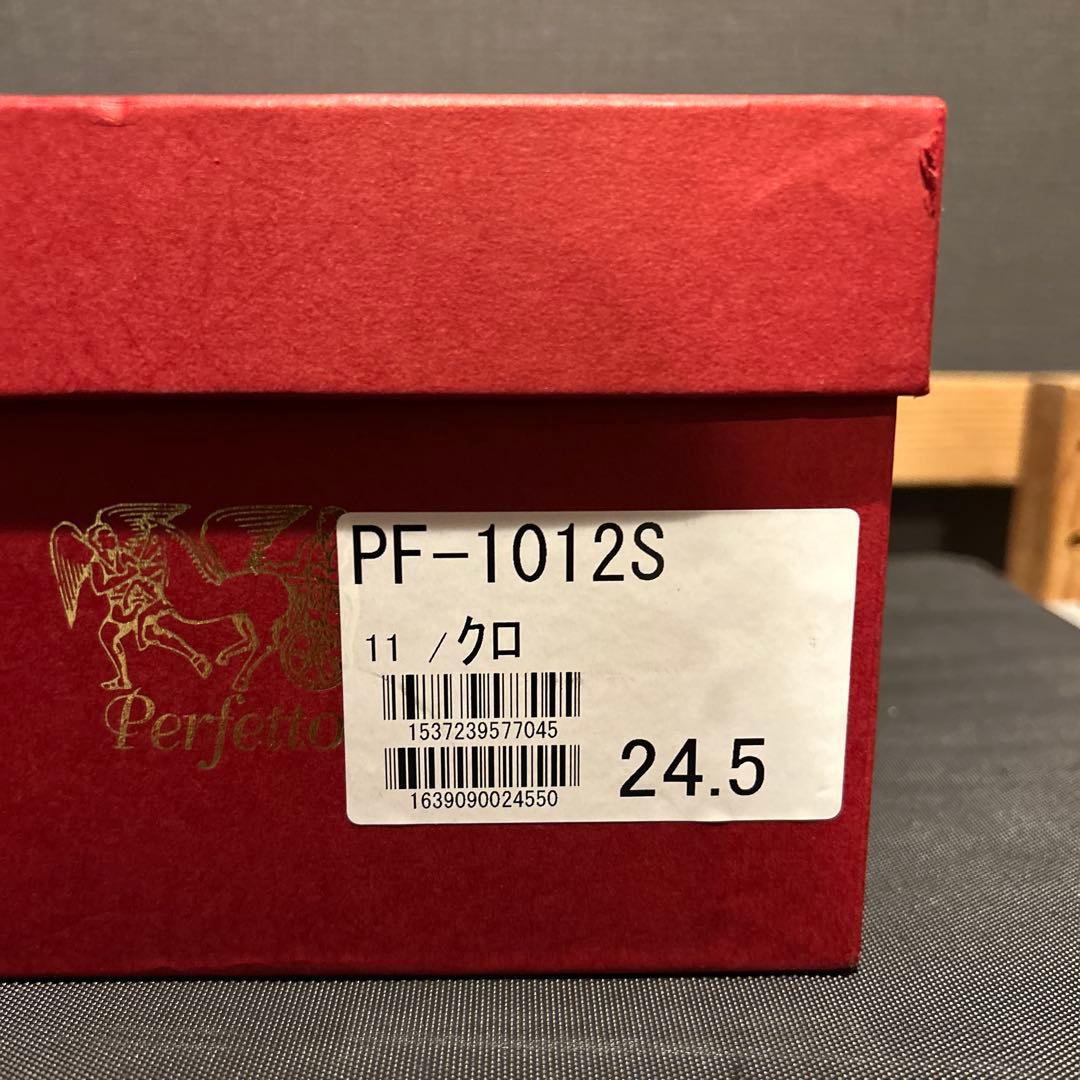 PF-1012S
11 /クロ
1537239577045
1639090024550
24.5
Perfetto